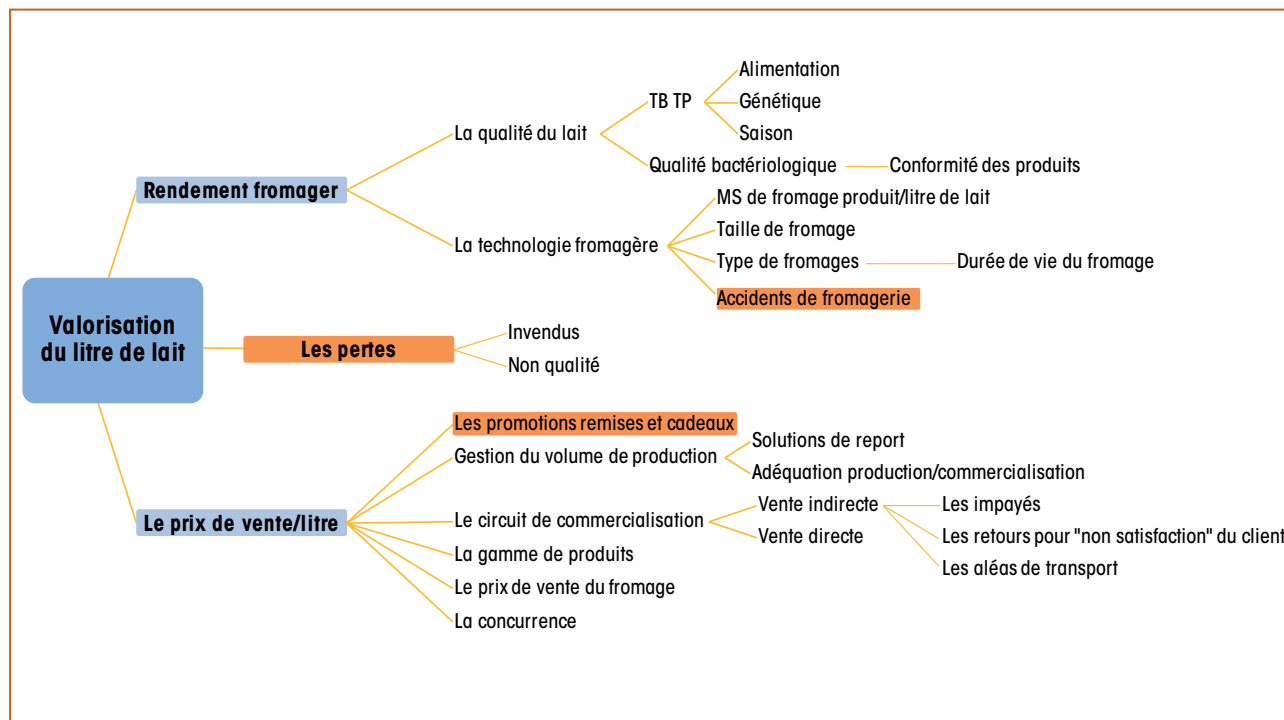 Alimentation
TB TP
Génétique
La qualité du lait
Saison
Qualité bactériologique
Conformité des produits
Rendement fromager
MS de fromage produit/litre de lait
Taille de fromage
La technologie fromagère
Type de fromages
Durée de vie du fromage
Accidents de fromagerie
Valorisation
du litre de lait
Les pertes
Invendus
Non qualité
Les promotions remises et cadeaux
Solutions de report
Gestion du volume de production
Adéquation production/commercialisation
Le prix de vente/litre
Le circuit de commercialisation
Vente indirecte
Les impayés
Vente directe
Les retours pour "non satisfaction" du client
Les aléas de transport
La gamme de produits
Le prix de vente du fromage
La concurrence